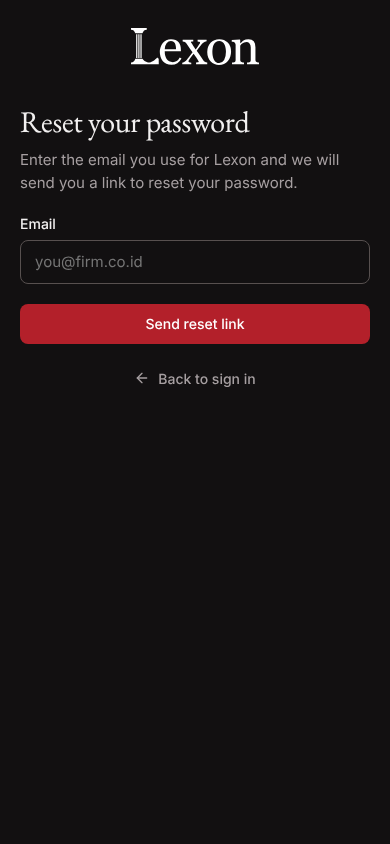 Lexon
Reset your password
Enter the email you use for Lexon and we will
send you a link to reset your password.
Email
you@firm.co.id
Send reset link
← Back to sign in